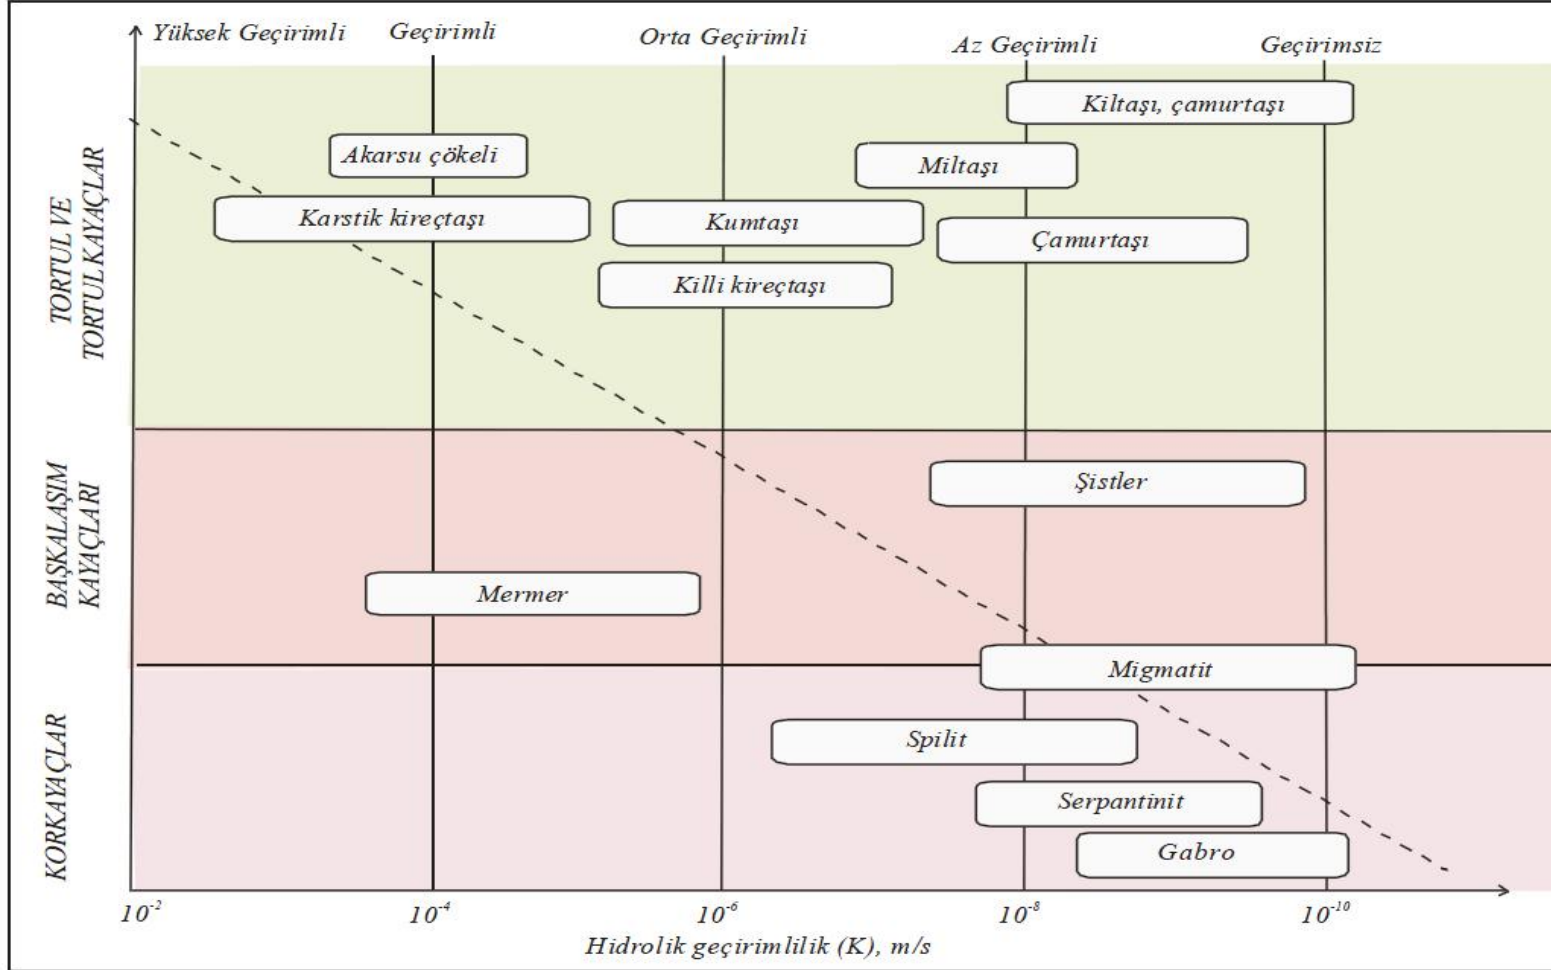 Yüksek Geçirimli
Geçirimli
Orta Geçirimli
Az Geçirimli
Geçirimsiz
TORTUL VE
TORTUL KAYAÇLAR
Kiltaşı, çamurtaşı
Akarsu çökeli
Miltaşı
Karstik kireçtaşı
Kumtaşı
Çamurtaşı
Killi kireçtaşı
BAŞKALAŞIM
KAYAÇLARI
Şistler
Mermer
Migmatit
KORKAYAÇLAR
Spilit
Serpantinit
Gabro
10⁻²
10⁻⁴
10⁻⁶
10⁻⁸
10⁻¹⁰
Hidrolik geçirimlilik (K), m/s